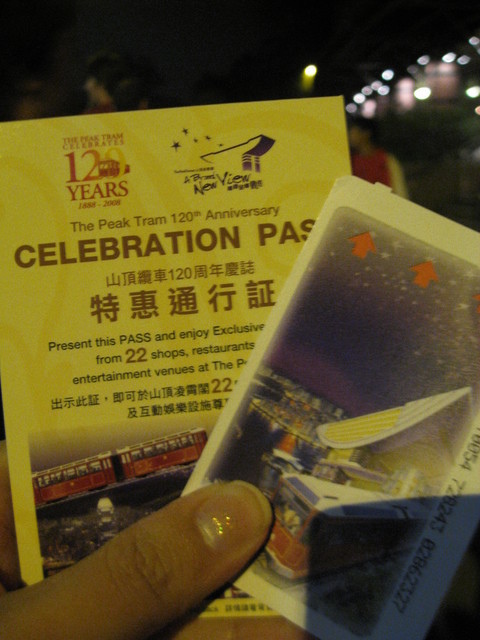 THE PEAK TRAM
CELEBRATES
120
YEARS
1888 - 2008
A Brand
New View
The Peak Tram 120th Anniversary
CELEBRATION PAS
山頂纜車120周年慶誌
特惠通行証
Present this PASS and enjoy Exclusive
from 22 shops, restaurants
entertainment venues at The P
出示此証，即可於山頂凌霄閣22
及互動娛樂設施尊
10054 728243 02862327